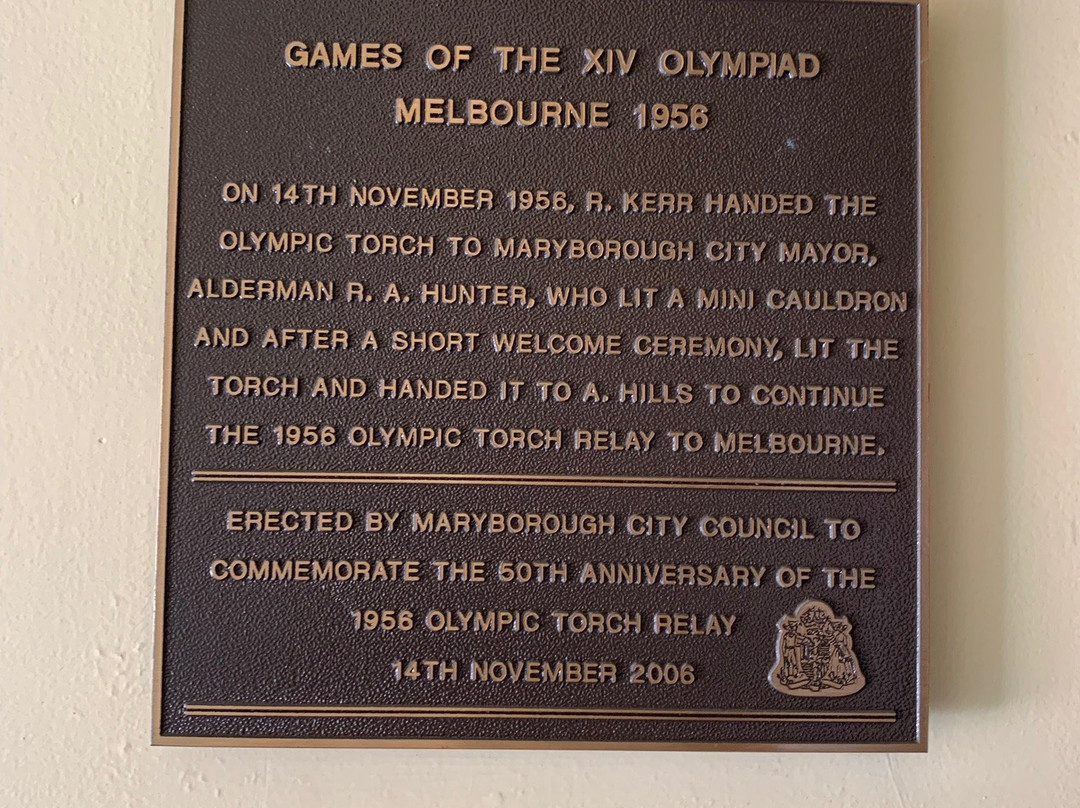 GAMES OF THE XIV OLYMPIAD
MELBOURNE 1956
ON 14TH NOVEMBER 1956, R. KERR HANDED THE
OLYMPIC TORCH TO MARYBOROUGH CITY MAYOR,
ALDERMAN R. A. HUNTER, WHO LIT A MINI CAULDRON
AND AFTER A SHORT WELCOME CEREMONY, LIT THE
TORCH AND HANDED IT TO A. HILLS TO CONTINUE
THE 1956 OLYMPIC TORCH RELAY TO MELBOURNE.
ERECTED BY MARYBOROUGH CITY COUNCIL TO
COMMEMORATE THE 50TH ANNIVERSARY OF THE
1956 OLYMPIC TORCH RELAY
14TH NOVEMBER 2006